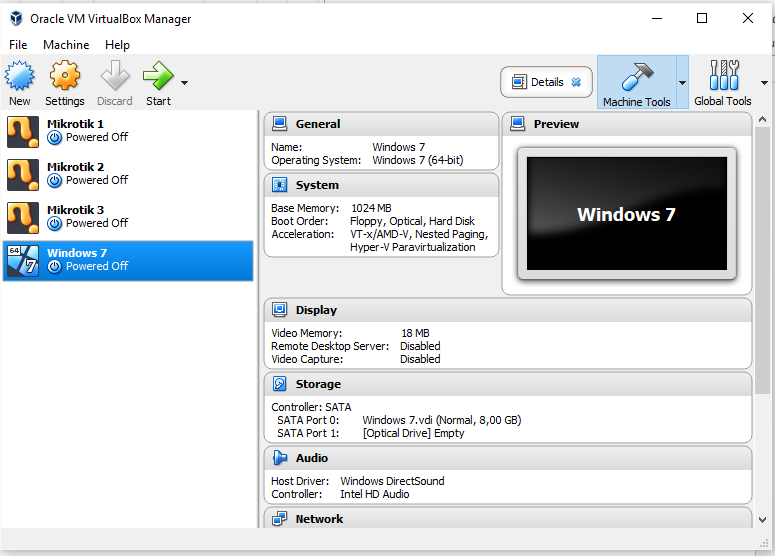 Oracle VM VirtualBox Manager
File Machine Help
New Settings Discard Start
Details
Machine Tools
Global Tools
Mikrotik 1
Powered Off
Mikrotik 2
Powered Off
Mikrotik 3
Powered Off
64
7
Windows 7
Powered Off
General
Name: Windows 7
Operating System: Windows 7 (64-bit)
System
Base Memory: 1024 MB
Boot Order: Floppy, Optical, Hard Disk
Acceleration: VT-x/AMD-V, Nested Paging,
Hyper-V Paravirtualization
Preview
Windows 7
Display
Video Memory: 18 MB
Remote Desktop Server: Disabled
Video Capture: Disabled
Storage
Controller: SATA
SATA Port 0: Windows 7.vdi (Normal, 8,00 GB)
SATA Port 1: [Optical Drive] Empty
Audio
Host Driver: Windows DirectSound
Controller: Intel HD Audio
Network